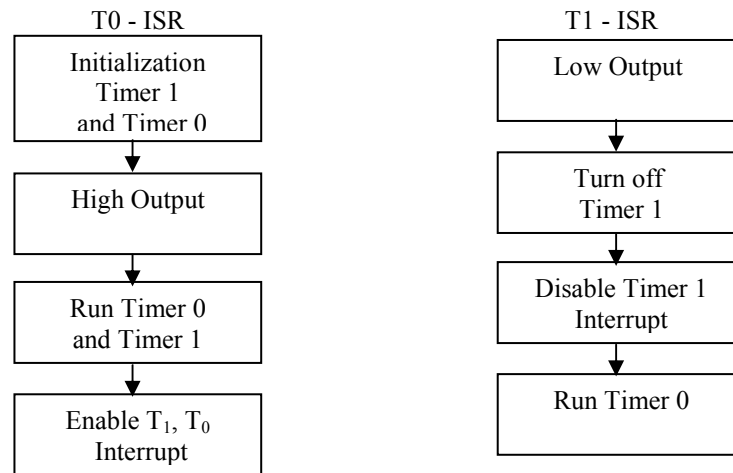 T0 - ISR
Initialization
Timer 1
and Timer 0
High Output
Run Timer 0
and Timer 1
Enable T₁, T₀
Interrupt
T1 - ISR
Low Output
Turn off
Timer 1
Disable Timer 1
Interrupt
Run Timer 0